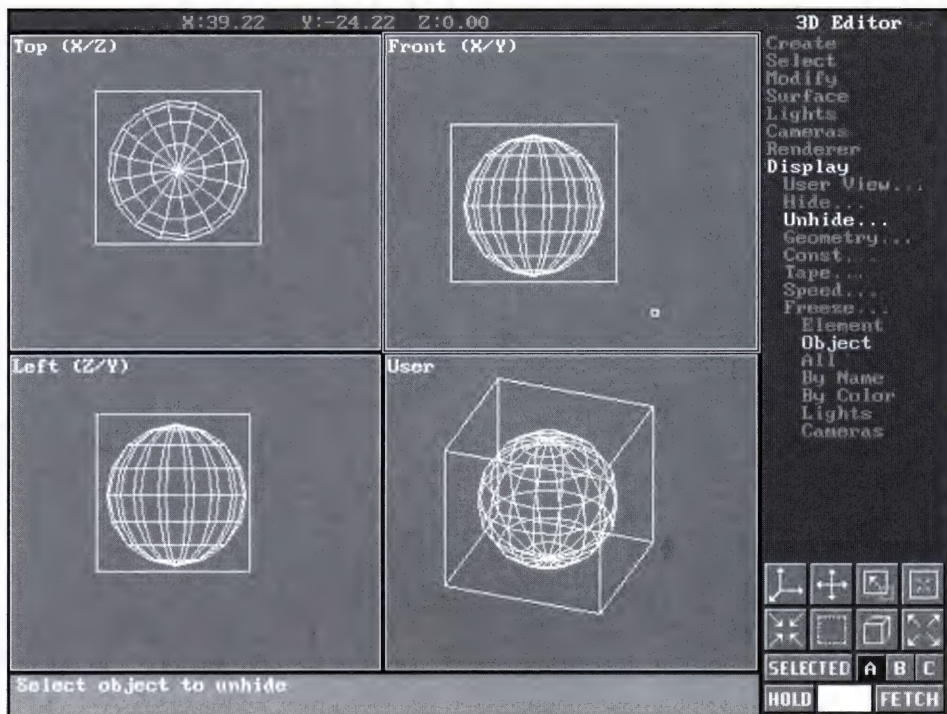 X:39.22 Y:-24.22 Z:0.00
3D Editor
Top (X/Z)
Front (X/Y)
Left (Z/Y)
User
Create
Select
Modify
Surface
Lights
Cameras
Renderer
Display
User View...
Hide...
Unhide...
Geometry...
Const...
Tape...
Speed...
Freeze...
Element
Object
All
By Name
By Color
Lights
Cameras
SELECTED A B C
HOLD FETCH
Select object to unhide